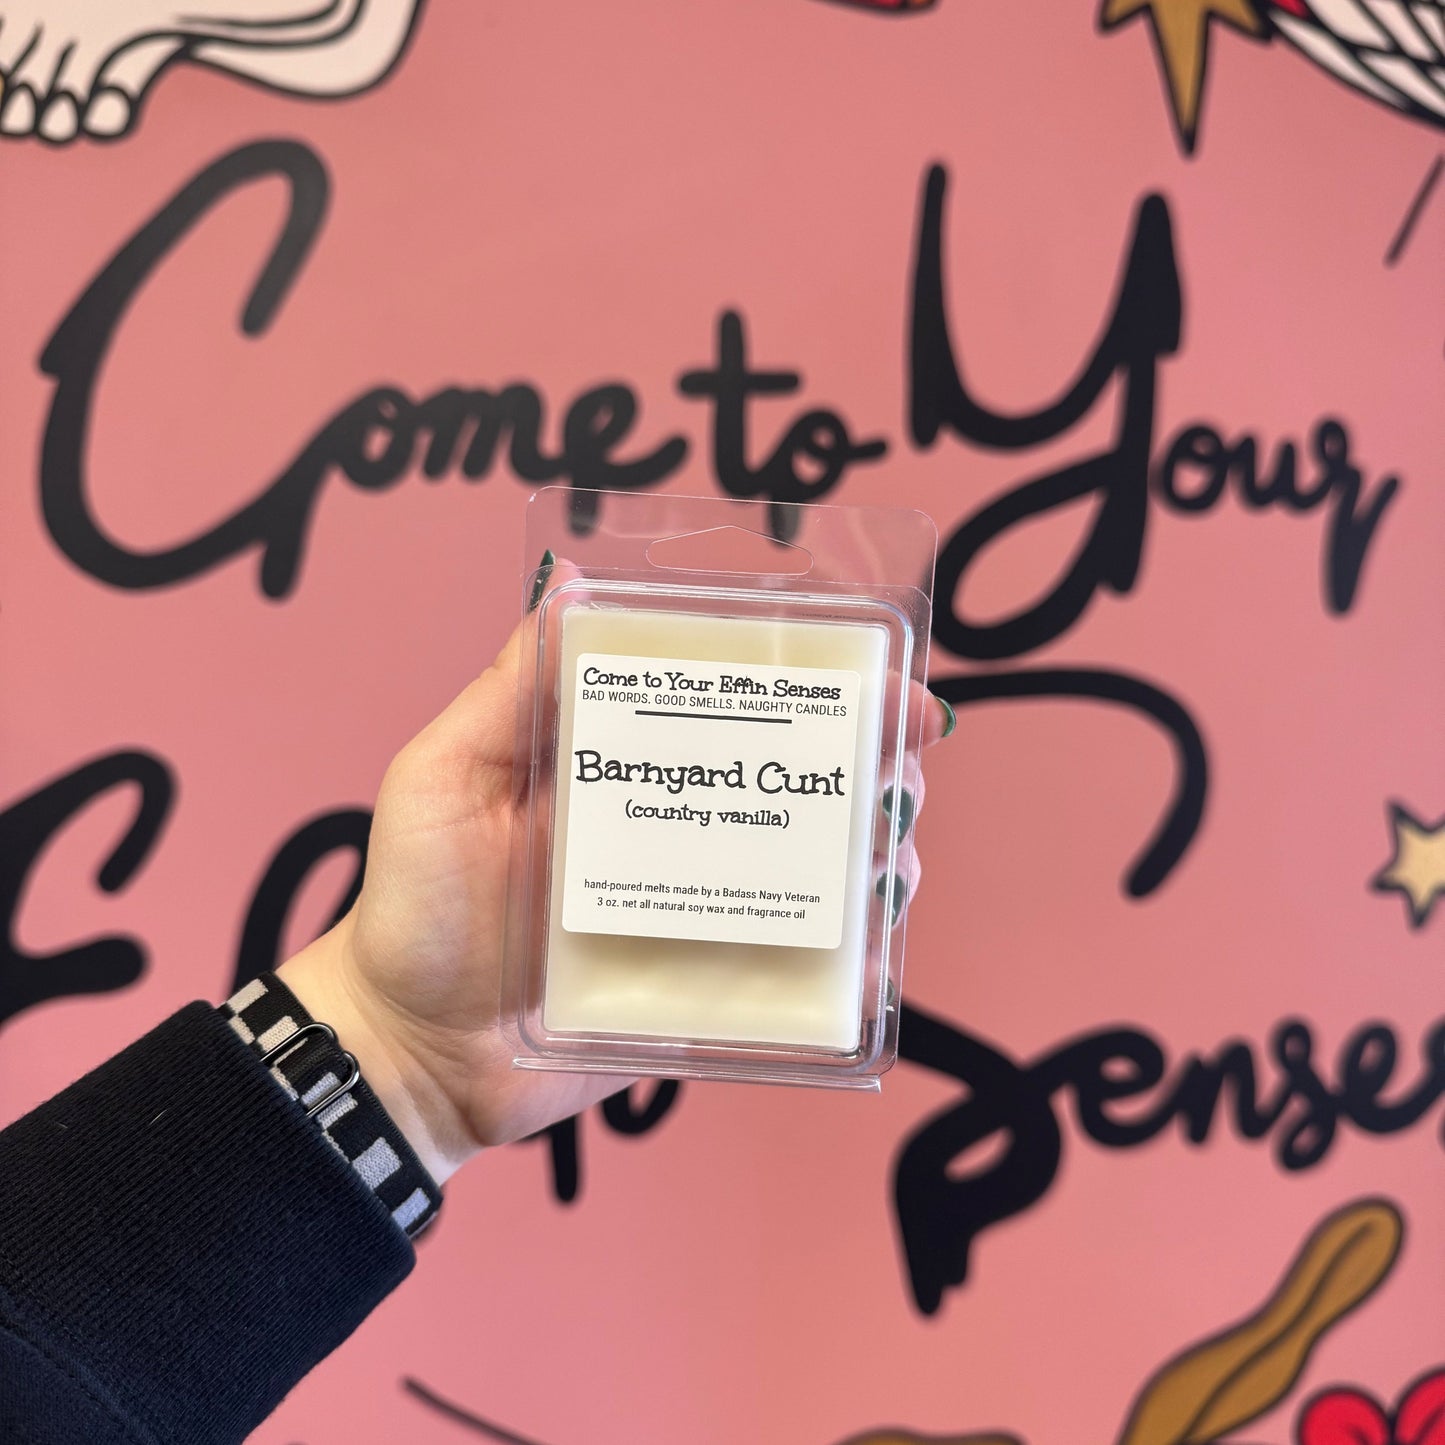 Come to Your
Effin Senses
Come to Your Effin Senses
BAD WORDS. GOOD SMELLS. NAUGHTY CANDLES
Barnyard Cunt
(country vanilla)
hand-poured melts made by a Badass Navy Veteran
3 oz. net all natural soy wax and fragrance oil